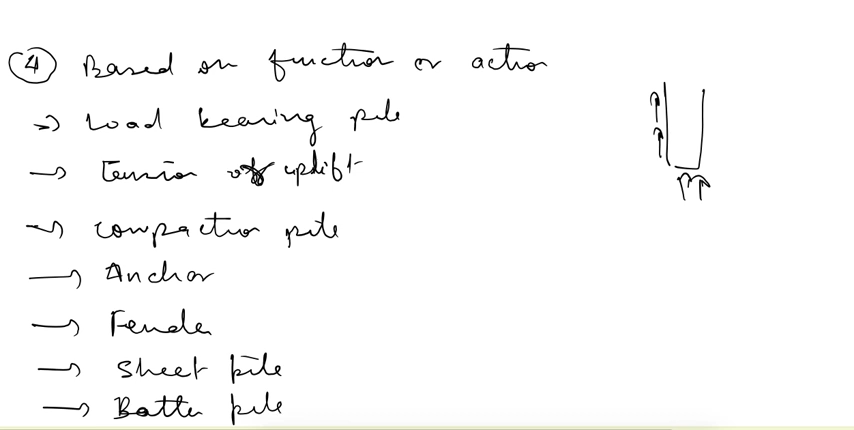 ④ Based on function or action
→ Load bearing pile
→ Tension or uplift
→ compaction pile
→ Anchor
→ Fender
→ Sheet pile
→ Batter pile